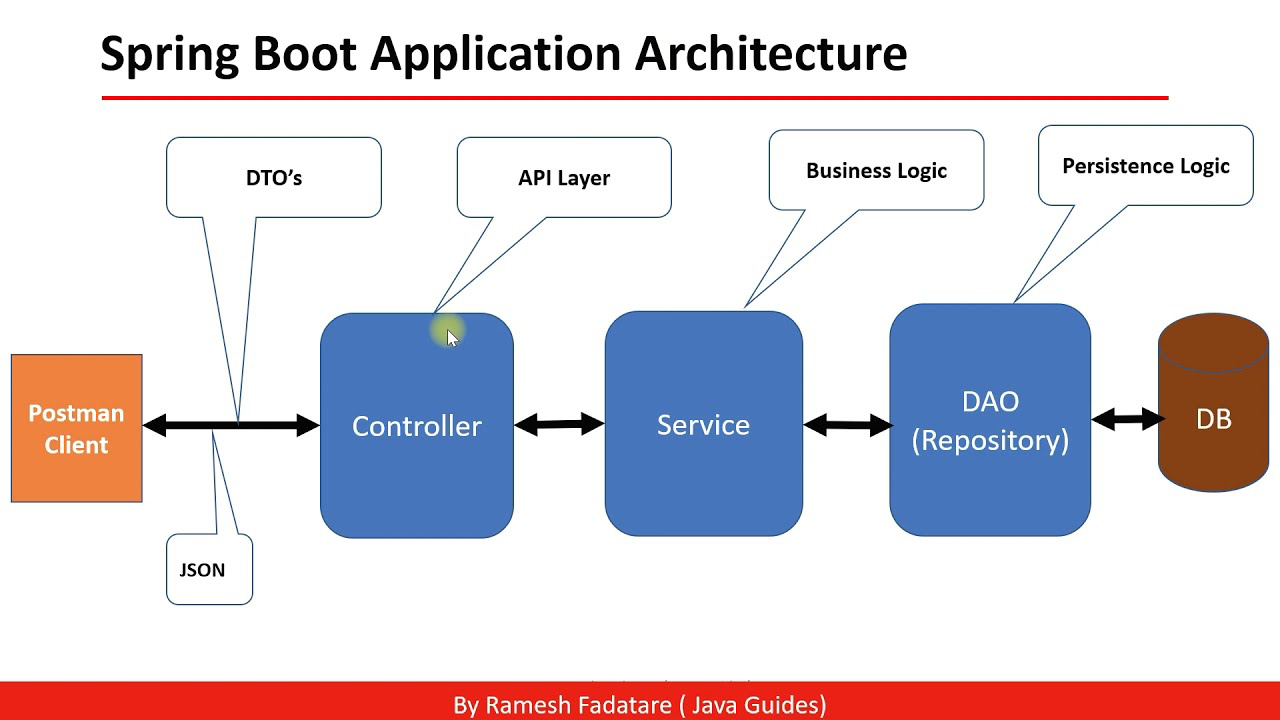 Spring Boot Application Architecture
DTO’s
API Layer
Business Logic
Persistence Logic
Postman
Client
Controller
Service
DAO
(Repository)
DB
JSON
By Ramesh Fadatare ( Java Guides)